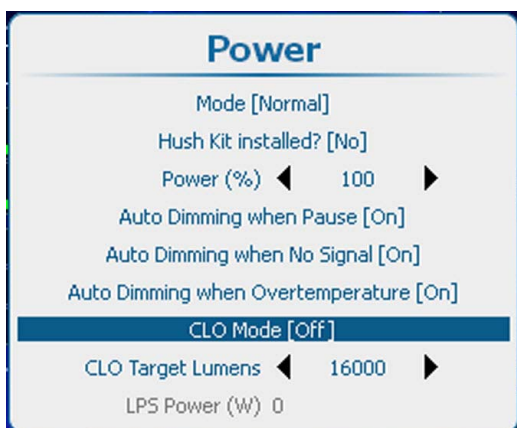 Power
Mode [Normal]
Hush Kit installed? [No]
Power (%) 100
Auto Dimming when Pause [On]
Auto Dimming when No Signal [On]
Auto Dimming when Overtemperature [On]
CLO Mode [Off]
CLO Target Lumens 16000
LPS Power (W) 0